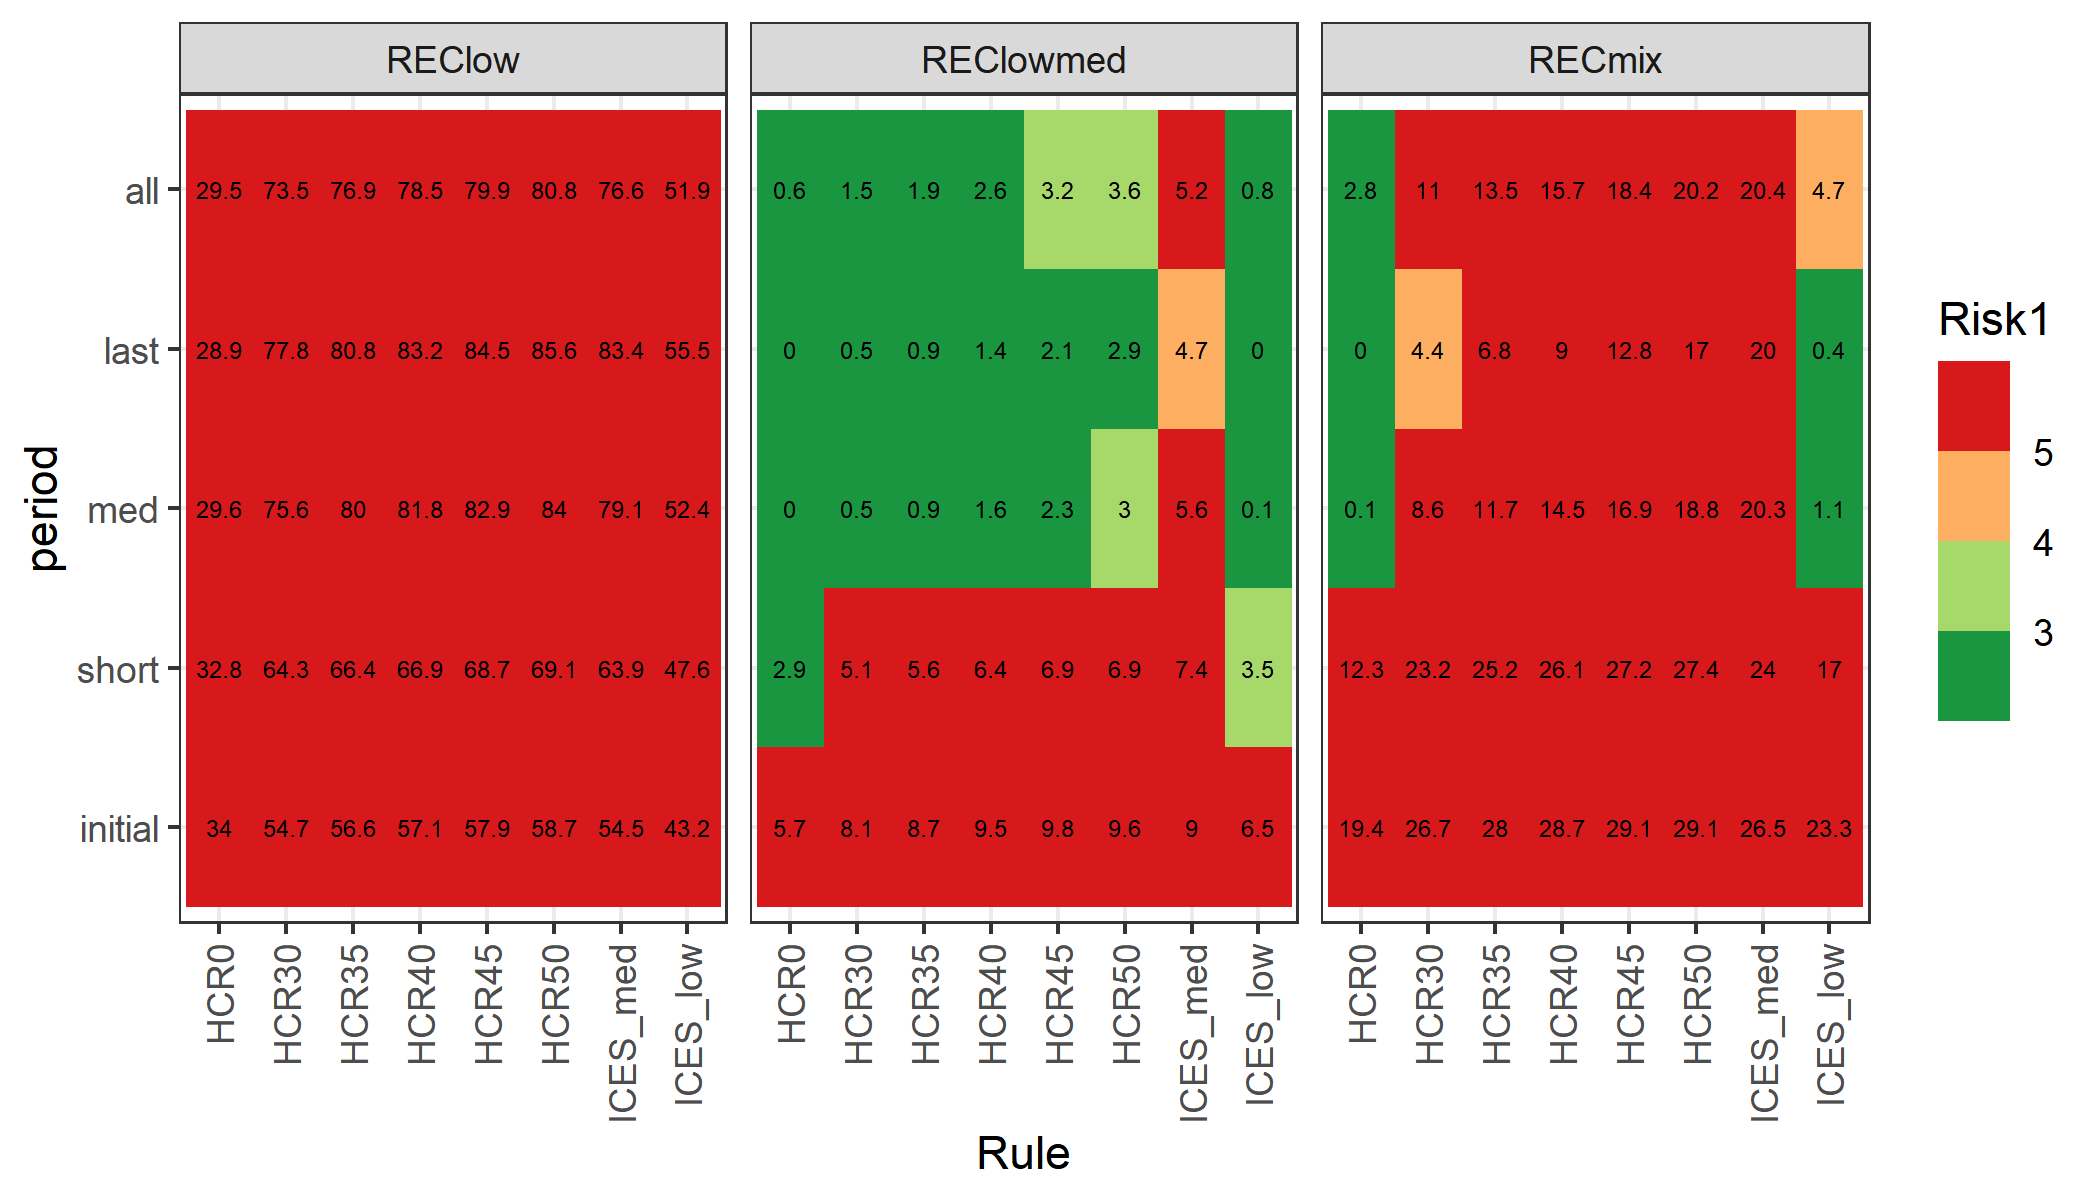 REClow REClowmed RECmix
all 29.5 73.5 76.9 78.5 79.9 80.8 76.6 51.9 0.6 1.5 1.9 2.6 3.2 3.6 5.2 0.8 2.8 11 13.5 15.7 18.4 20.2 20.4 4.7
last 28.9 77.8 80.8 83.2 84.5 85.6 83.4 55.5 0 0.5 0.9 1.4 2.1 2.9 4.7 0 0 4.4 6.8 9 12.8 17 20 0.4
med 29.6 75.6 80 81.8 82.9 84 79.1 52.4 0 0.5 0.9 1.6 2.3 3 5.6 0.1 0.1 8.6 11.7 14.5 16.9 18.8 20.3 1.1
short 32.8 64.3 66.4 66.9 68.7 69.1 63.9 47.6 2.9 5.1 5.6 6.4 6.9 6.9 7.4 3.5 12.3 23.2 25.2 26.1 27.2 27.4 24 17
initial 34 54.7 56.6 57.1 57.9 58.7 54.5 43.2 5.7 8.1 8.7 9.5 9.8 9.6 9 6.5 19.4 26.7 28 28.7 29.1 29.1 26.5 23.3
HCR0 HCR30 HCR35 HCR40 HCR45 HCR50 ICES_med ICES_low HCR0 HCR30 HCR35 HCR40 HCR45 HCR50 ICES_med ICES_low HCR0 HCR30 HCR35 HCR40 HCR45 HCR50 ICES_med ICES_low
period
Rule
Risk1
5
4
3